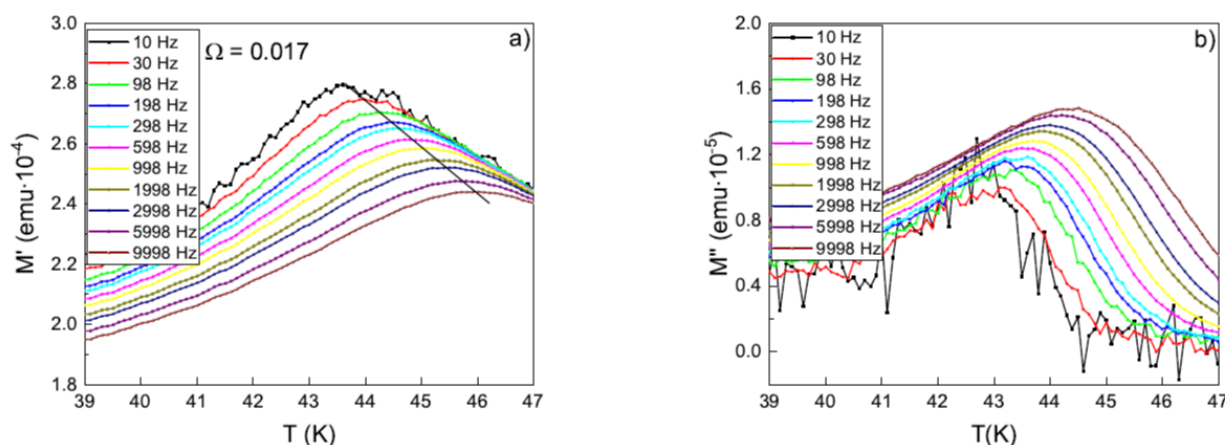 3.0
2.8
2.6
2.4
2.2
2.0
1.8
M' (emu·10⁻⁴)
10 Hz
30 Hz
98 Hz
198 Hz
298 Hz
598 Hz
998 Hz
1998 Hz
2998 Hz
5998 Hz
9998 Hz
Ω = 0.017
a)
39 40 41 42 43 44 45 46 47
T (K)
2.0
1.6
1.2
0.8
0.4
0.0
M'' (emu·10⁻⁵)
10 Hz
30 Hz
98 Hz
198 Hz
298 Hz
598 Hz
998 Hz
1998 Hz
2998 Hz
5998 Hz
9998 Hz
b)
39 40 41 42 43 44 45 46 47
T(K)